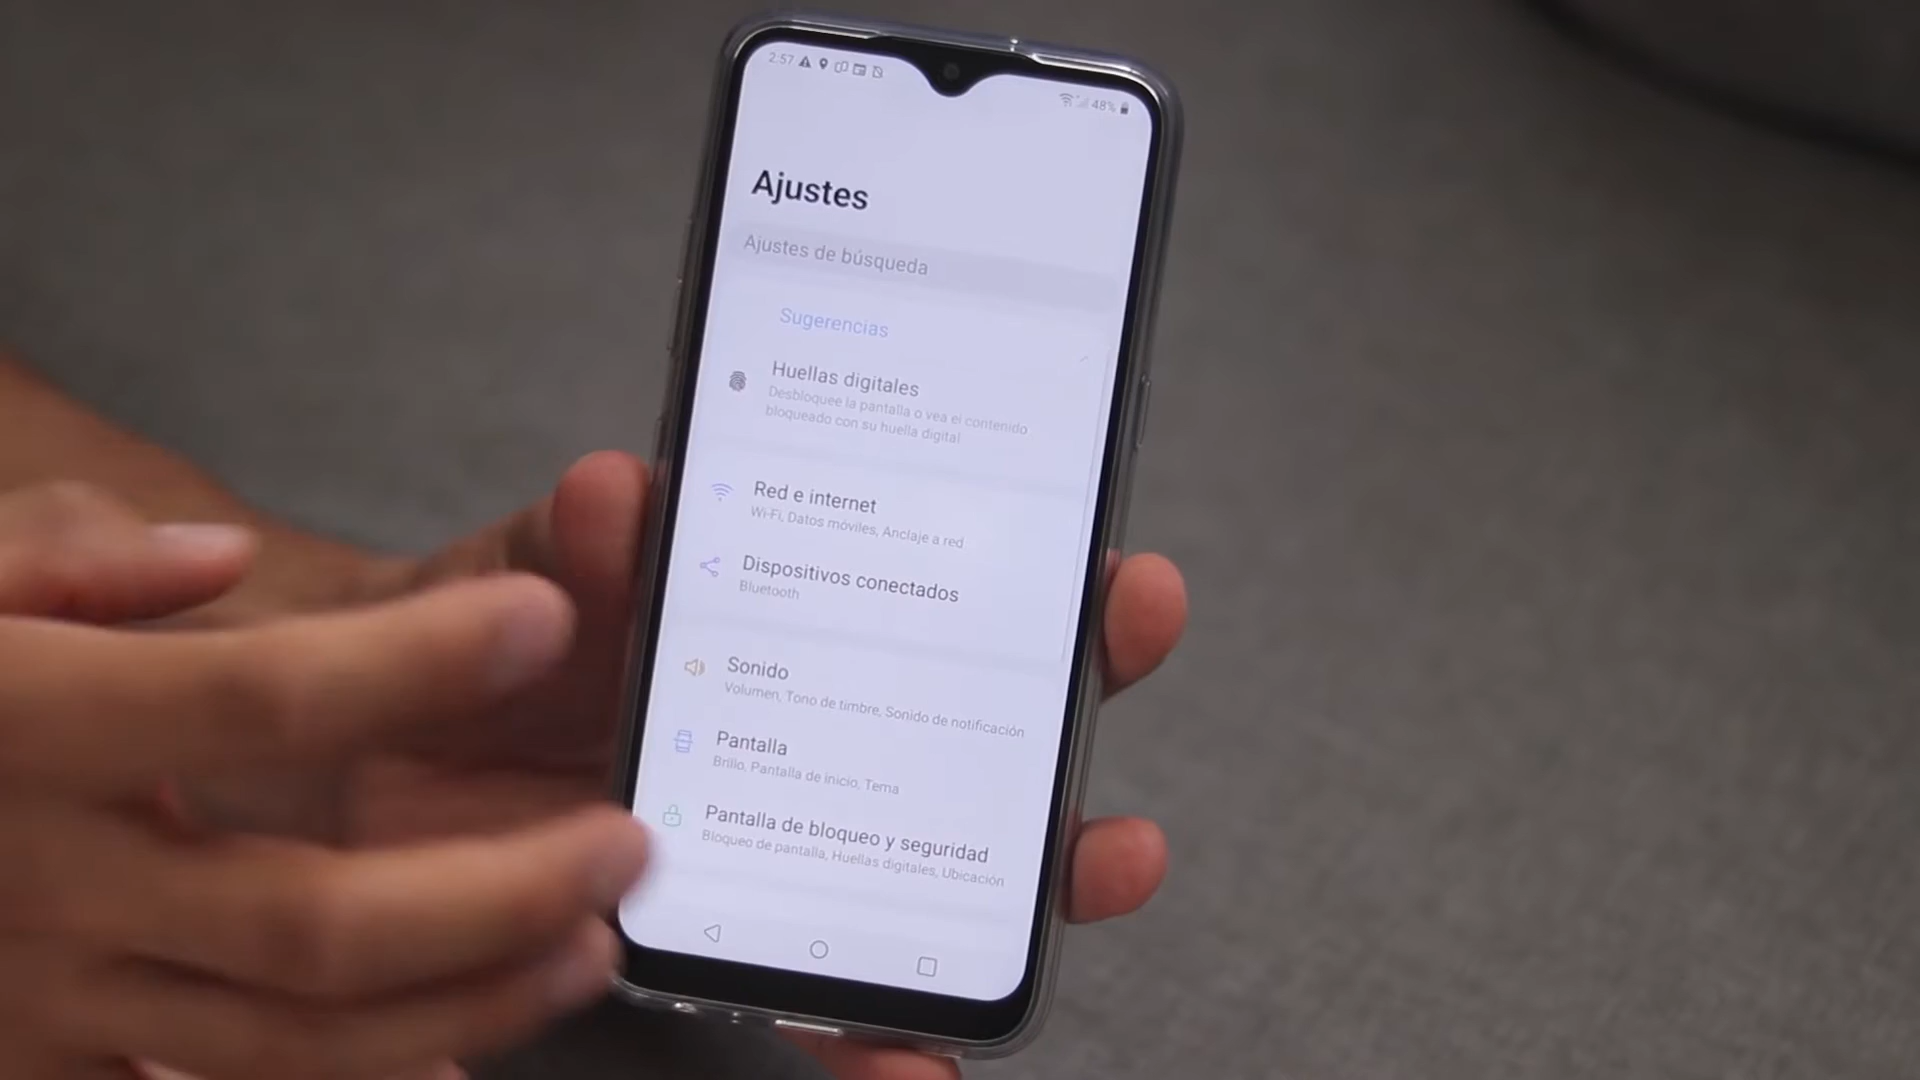 2:57
48%
Ajustes
Ajustes de búsqueda
Sugerencias
Huellas digitales
Desbloquee la pantalla o vea el contenido
bloqueado con su huella digital
Red e internet
Wi-Fi, Datos móviles, Anclaje a red
Dispositivos conectados
Bluetooth
Sonido
Volumen, Tono de timbre, Sonido de notificación
Pantalla
Brillo, Pantalla de inicio, Tema
Pantalla de bloqueo y seguridad
Bloqueo de pantalla, Huellas digitales, Ubicación